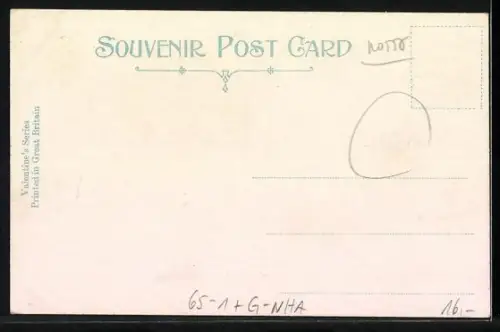 SOUVENIR POST CARD
Valentine's Series
Printed in Great Britain
65-1+G-NHA
16.-